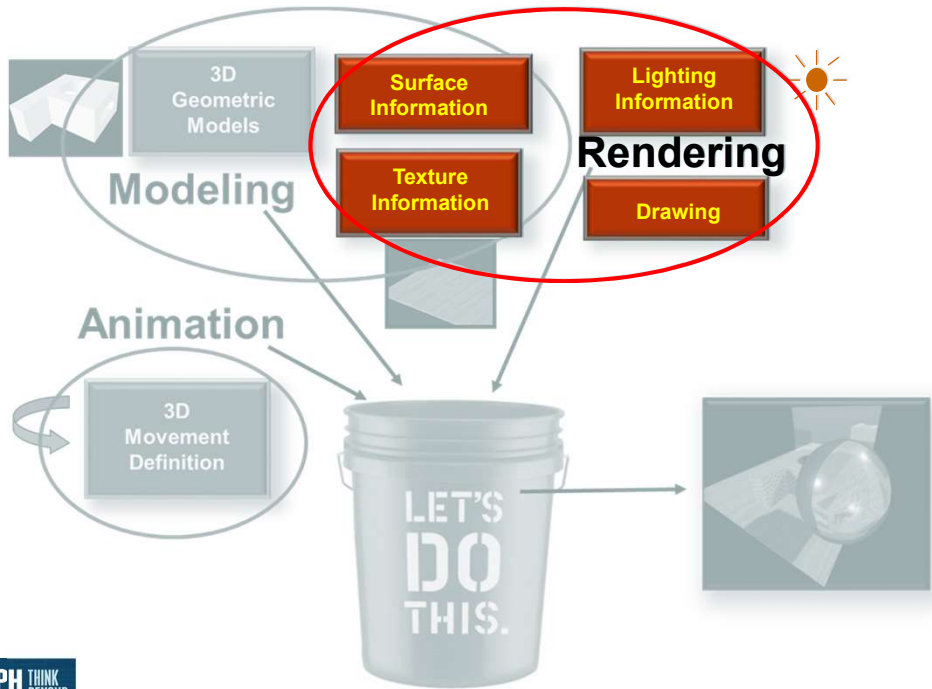 3D
Geometric
Models
Surface
Information
Lighting
Information
Rendering
Modeling
Texture
Information
Drawing
Animation
3D
Movement
Definition
LET'S
DO
THIS.
PH THINK